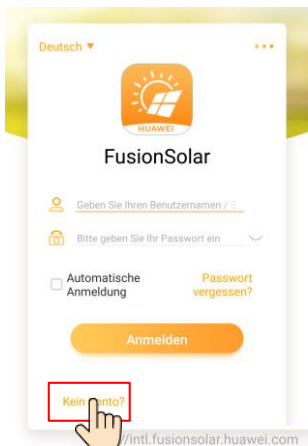 Deutsch ▼
HUAWEI
FusionSolar
Geben Sie Ihren Benutzernamen /
Bitte geben Sie Ihr Passwort ein
Automatische
Anmeldung
Passwort
vergessen?
Anmelden
Kein Konto?
//intl.fusionsolar.huawei.com